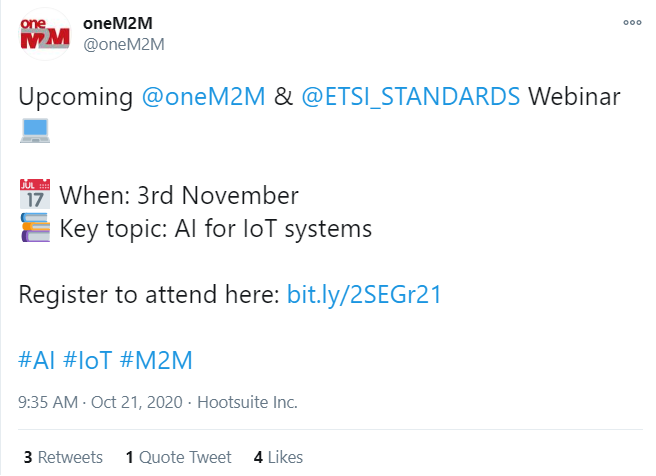 one
M2M
oneM2M
@oneM2M
Upcoming @oneM2M & @ETSI_STANDARDS Webinar
JUL
17
When: 3rd November
Key topic: AI for IoT systems
Register to attend here: bit.ly/2SEGr21
#AI #IoT #M2M
9:35 AM · Oct 21, 2020 · Hootsuite Inc.
3 Retweets 1 Quote Tweet 4 Likes